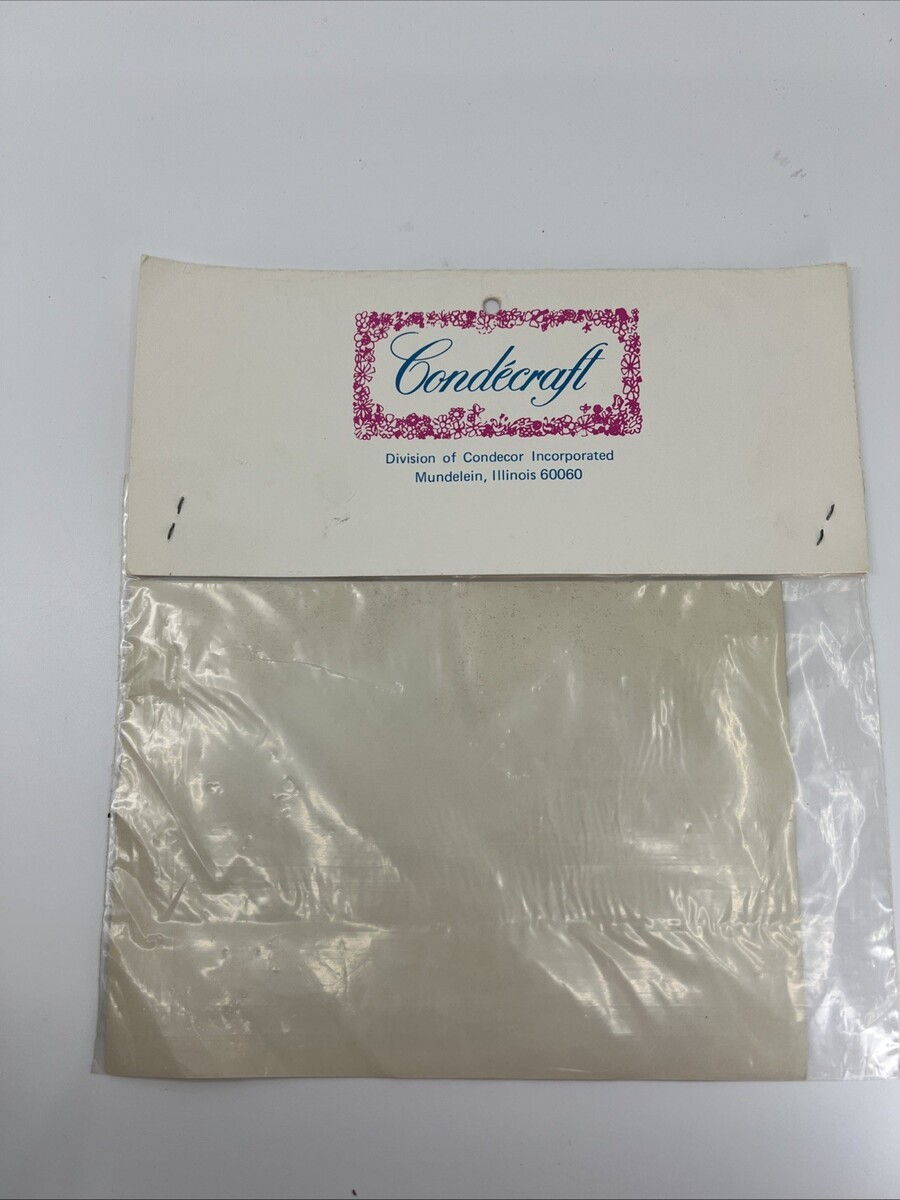 Condécraft
Division of Condecor Incorporated
Mundelein, Illinois 60060